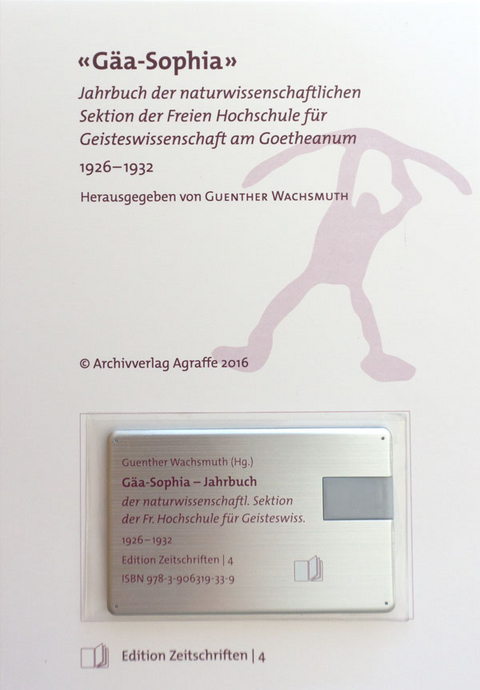 «Gäa-Sophia»
Jahrbuch der naturwissenschaftlichen
Sektion der Freien Hochschule für
Geisteswissenschaft am Goetheanum
1926–1932
Herausgegeben von Guenther Wachsmuth
© Archivverlag Agraffe 2016
Guenther Wachsmuth (Hg.)
Gäa-Sophia – Jahrbuch
der naturwissenschaftl. Sektion
der Fr. Hochschule für Geisteswiss.
1926–1932
Edition Zeitschriften | 4
ISBN 978-3-906319-33-9
Edition Zeitschriften | 4